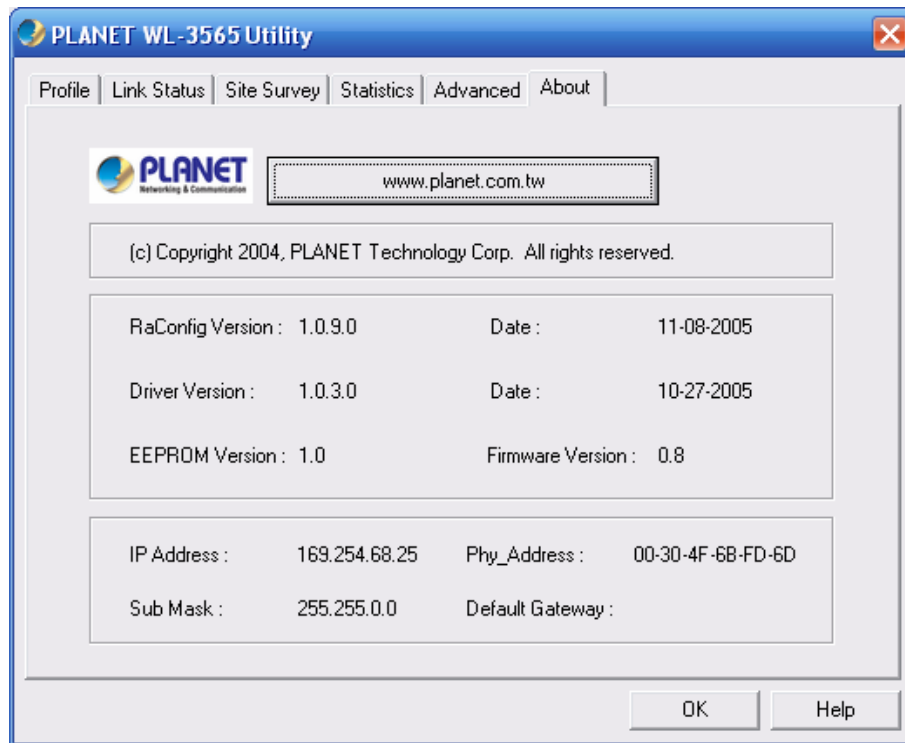 PLANET WL-3565 Utility
Profile Link Status Site Survey Statistics Advanced About
PLANET
Networking & Communication
www.planet.com.tw
(c) Copyright 2004, PLANET Technology Corp. All rights reserved.
RaConfig Version : 1.0.9.0 Date : 11-08-2005
Driver Version : 1.0.3.0 Date : 10-27-2005
EEPROM Version : 1.0 Firmware Version : 0.8
IP Address : 169.254.68.25 Phy_Address : 00-30-4F-6B-FD-6D
Sub Mask : 255.255.0.0 Default Gateway :
OK Help